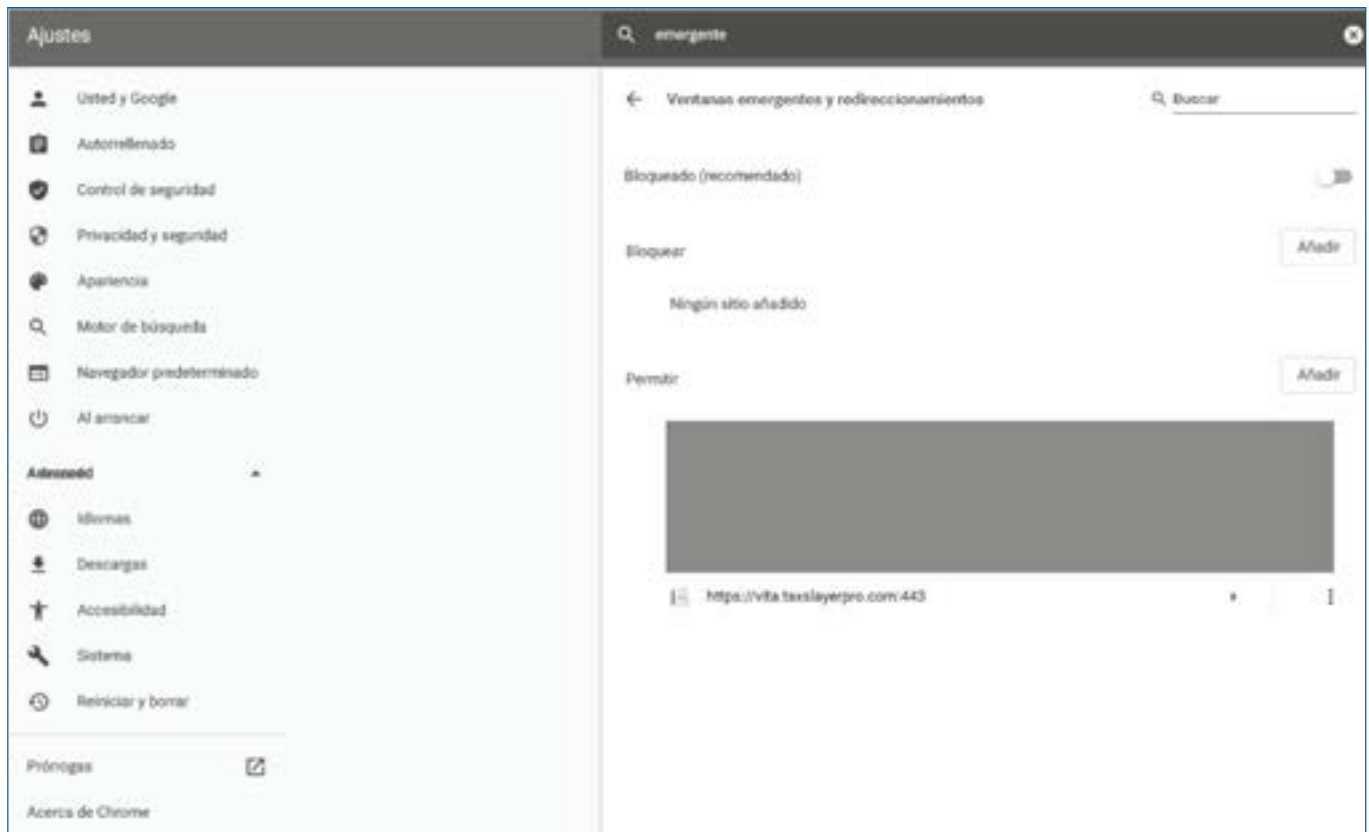 Ajustes
emergente
Usted y Google
Autorrellenado
Control de seguridad
Privacidad y seguridad
Apariencia
Motor de búsqueda
Navegador predeterminado
Al arrancar
Idiomas
Descargas
Accesibilidad
Sistema
Reiniciar y borrar
Prórrogas
Acerca de Chrome
Ventanas emergentes y redireccionamientos
Buscar
Bloqueado (recomendado)
Bloquear
Añadir
Ningún sitio añadido
Permitir
Añadir
https://vita.taxslayerpro.com:443